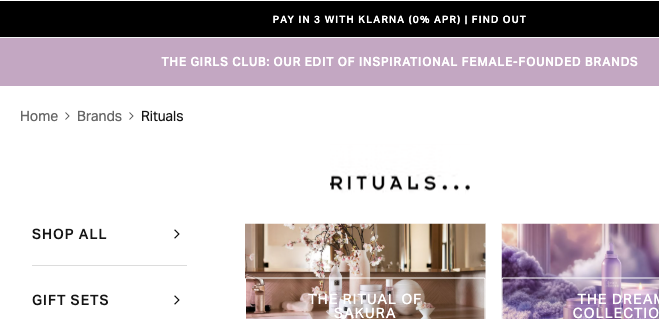 PAY IN 3 WITH KLARNA (0% APR) | FIND OUT
THE GIRLS CLUB: OUR EDIT OF INSPIRATIONAL FEMALE-FOUNDED BRANDS
Home > Brands > Rituals
RITUALS...
SHOP ALL >
GIFT SETS >
THE RITUAL OF
SAKURA
THE DREAM
COLLECTIO